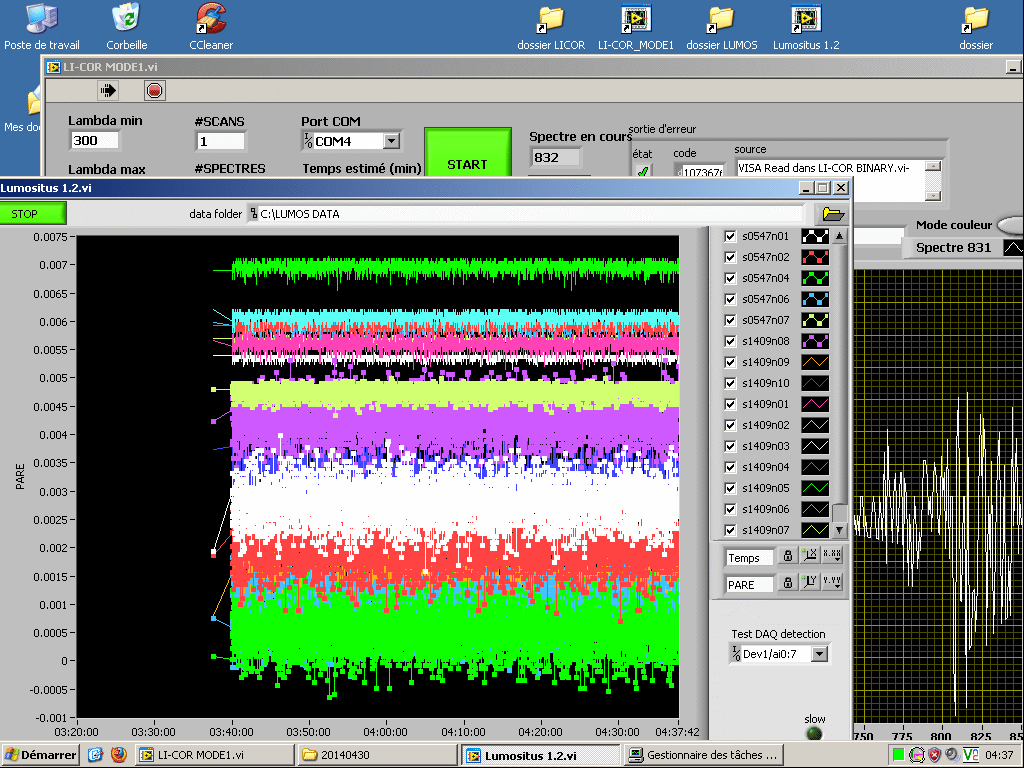 Poste de travail
Corbeille
CCleaner
dossier LICOR
LI-COR_MODE1
dossier LUMOS
Lumositus 1.2
dossier
Mes do
LI-COR MODE1.vi
Lambda min
300
Lambda max
#SCANS
1
#SPECTRES
Port COM
COM4
Temps estimé (min)
START
Spectre en cours
832
sortie d'erreur
état
code
source
VISA Read dans LI-COR BINARY.vi-
Mode couleur
Spectre 831
Lumositus 1.2.vi
STOP
data folder
C:\LUMOS DATA
0.0075
0.007
0.0065
0.006
0.0055
0.005
0.0045
0.004
0.0035
0.003
0.0025
0.002
0.0015
0.001
0.0005
0
-0.0005
-0.001
PARE
03:20:00
03:30:00
03:40:00
03:50:00
04:00:00
04:10:00
04:20:00
04:30:00
04:37:42
s0547n01
s0547n02
s0547n04
s0547n06
s0547n07
s1409n08
s1409n09
s1409n10
s1409n01
s1409n02
s1409n03
s1409n04
s1409n05
s1409n06
s1409n07
Temps
PARE
Test DAQ detection
Dev1/ai0:7
slow
750
775
800
825
85
Démarrer
LI-COR MODE1.vi
20140430
Lumositus 1.2.vi
Gestionnaire des tâches ...
04:37